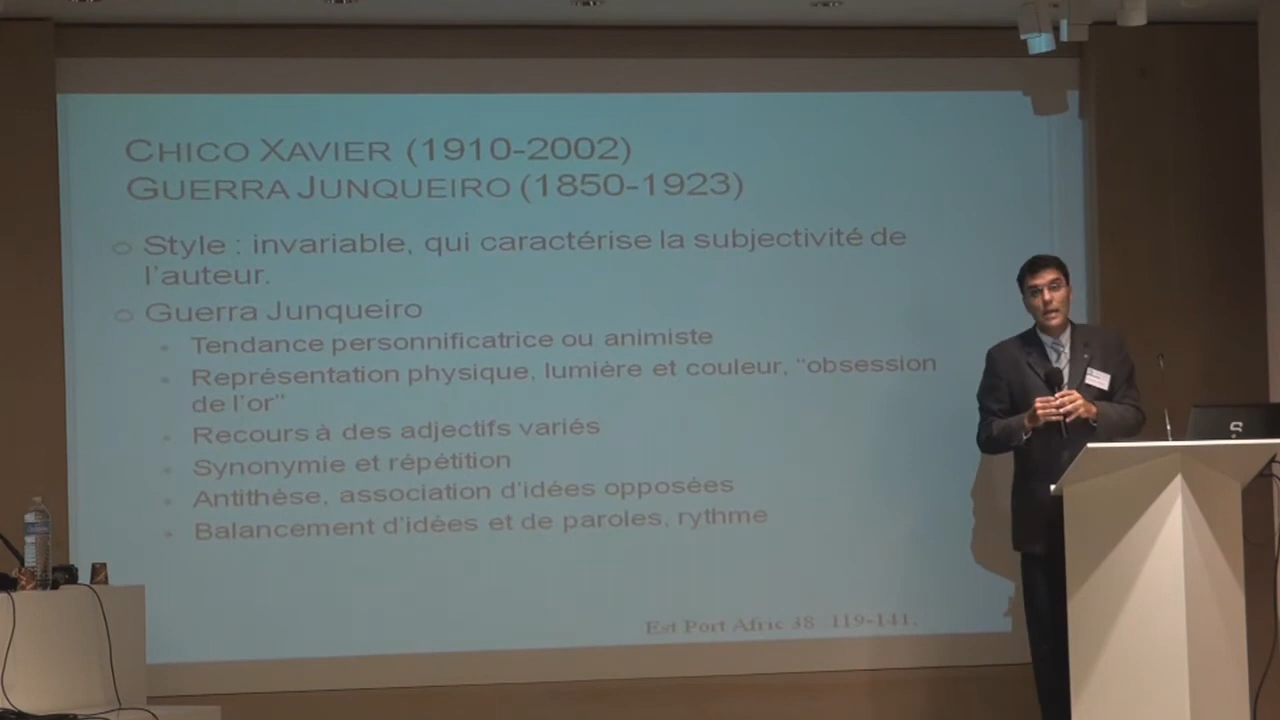 CHICO XAVIER (1910-2002)
GUERRA JUNQUEIRO (1850-1923)
Style : invariable, qui caractérise la subjectivité de
l'auteur.
Guerra Junqueiro
Tendance personnificatrice ou animiste
Représentation physique, lumière et couleur, "obsession
de l'or"
Recours à des adjectifs variés
Synonymie et répétition
Antithèse, association d'idées opposées
Balancement d'idées et de paroles, rythme
Est Port Afric 38 119-141.